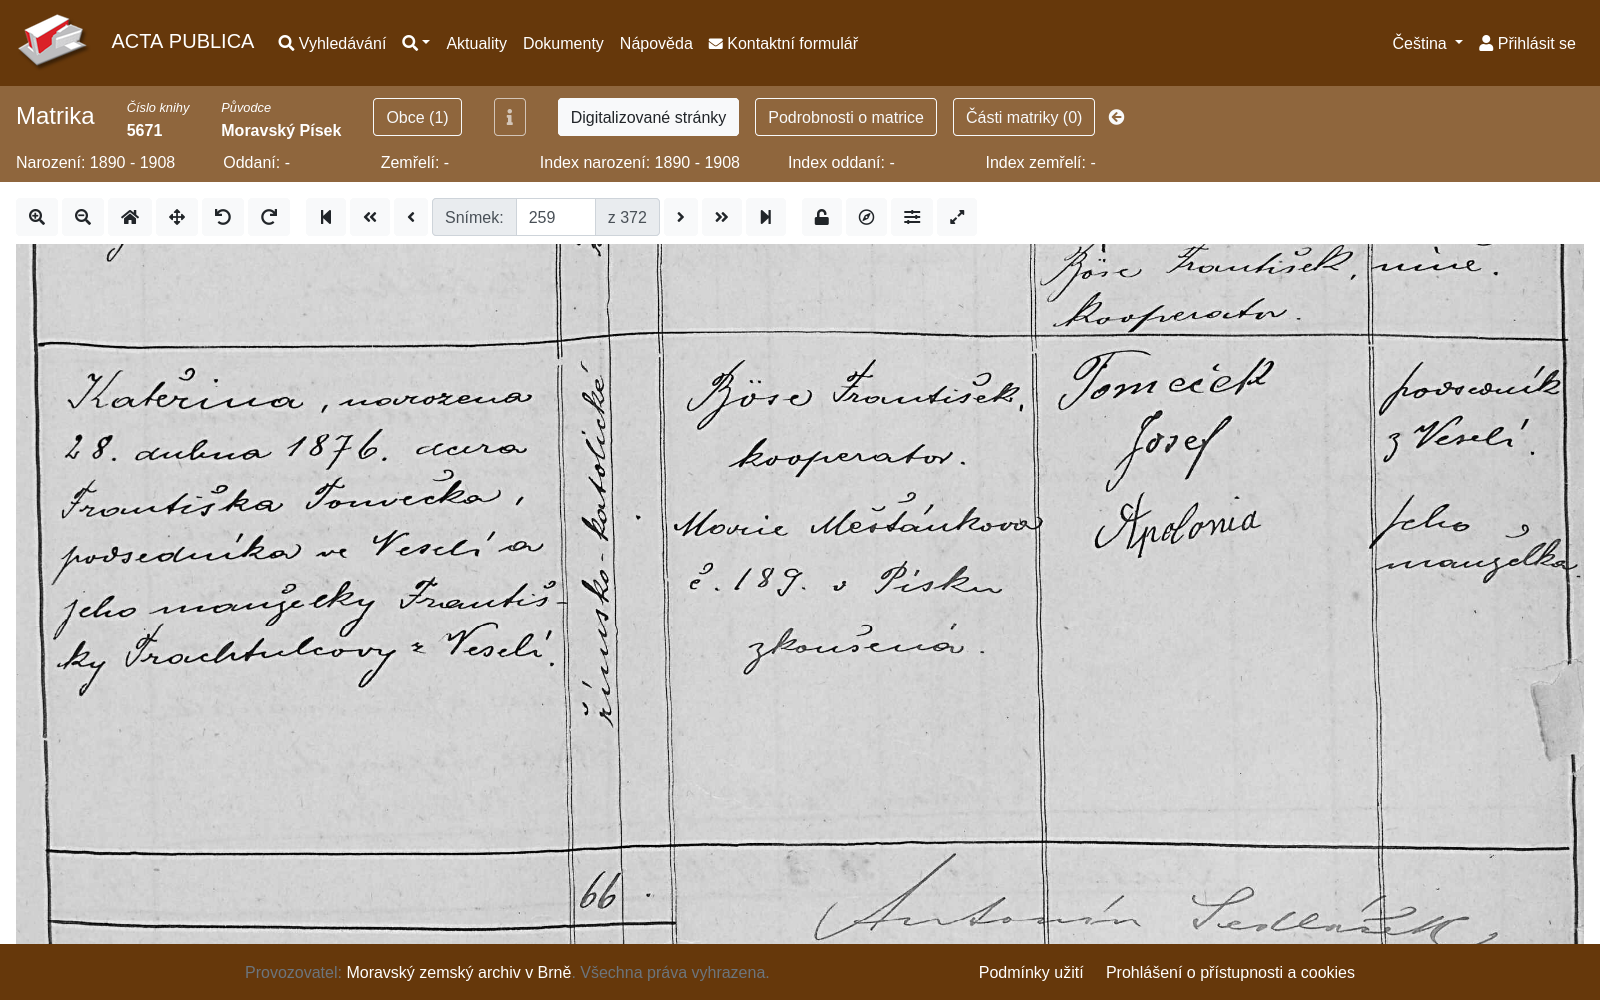 ACTA PUBLICA
Vyhledávání
Aktuality
Dokumenty
Nápověda
Kontaktní formulář
Čeština
Přihlásit se
Matrika
Číslo knihy
5671
Původce
Moravský Písek
Obce (1)
Digitalizované stránky
Podrobnosti o matrice
Části matriky (0)
Narození: 1890 - 1908
Oddaní: -
Zemřelí: -
Index narození: 1890 - 1908
Index oddaní: -
Index zemřelí: -
Snímek:
259
z 372
Böse František,
kooperator.
Kateřina, narozena
28. dubna 1876. dcera
Františka Tomečka,
podsedníka ve Veselí a
jeho manželky Františ-
ky Trachtulcovy z Veselí.
římsko-katolické
Böse František,
kooperator.
Marie Měšťánkova
č. 189. v Písku
zkoušená.
Tomeček
Josef
Apolonia
podsedník
z Veselí.
jeho
manželka.
66.
Antonín Sedláček
Provozovatel: Moravský zemský archiv v Brně. Všechna práva vyhrazena.
Podmínky užití
Prohlášení o přístupnosti a cookies